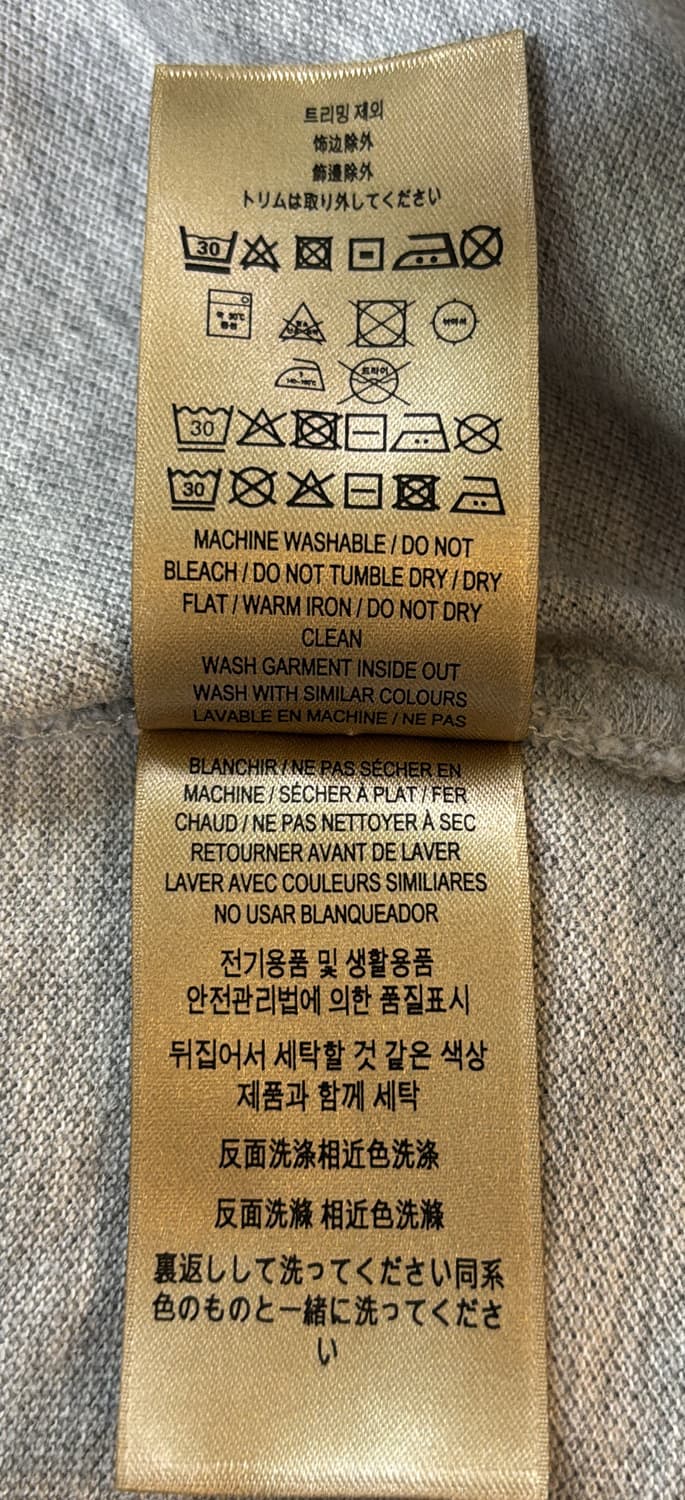 트리밍 제외
饰边除外
飾邊除外
トリムは取り外してください
30
드라이
30
30
MACHINE WASHABLE / DO NOT
BLEACH / DO NOT TUMBLE DRY / DRY
FLAT / WARM IRON / DO NOT DRY
CLEAN
WASH GARMENT INSIDE OUT
WASH WITH SIMILAR COLOURS
LAVABLE EN MACHINE / NE PAS
BLANCHIR / NE PAS SÉCHER EN
MACHINE / SÉCHER À PLAT / FER
CHAUD / NE PAS NETTOYER À SEC
RETOURNER AVANT DE LAVER
LAVER AVEC COULEURS SIMILIARES
NO USAR BLANQUEADOR
전기용품 및 생활용품
안전관리법에 의한 품질표시
뒤집어서 세탁할 것 같은 색상
제품과 함께 세탁
反面洗涤相近色洗涤
反面洗滌 相近色洗滌
裏返しして洗ってください同系
色のものと一緒に洗ってくださ
い